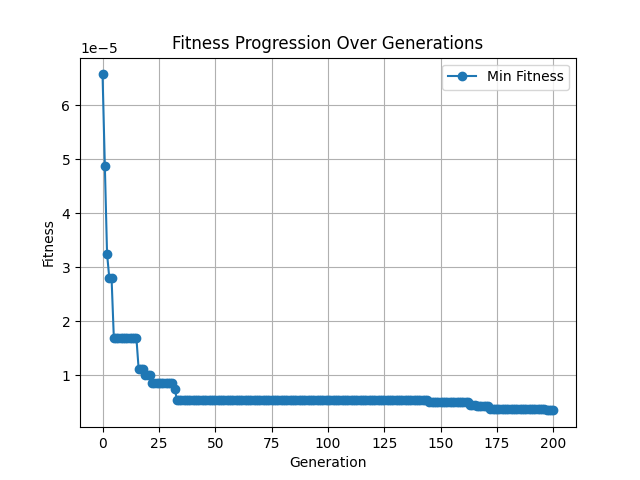 Fitness Progression Over Generations
1e−5
Min Fitness
6
5
4
3
2
1
Fitness
0 25 50 75 100 125 150 175 200
Generation